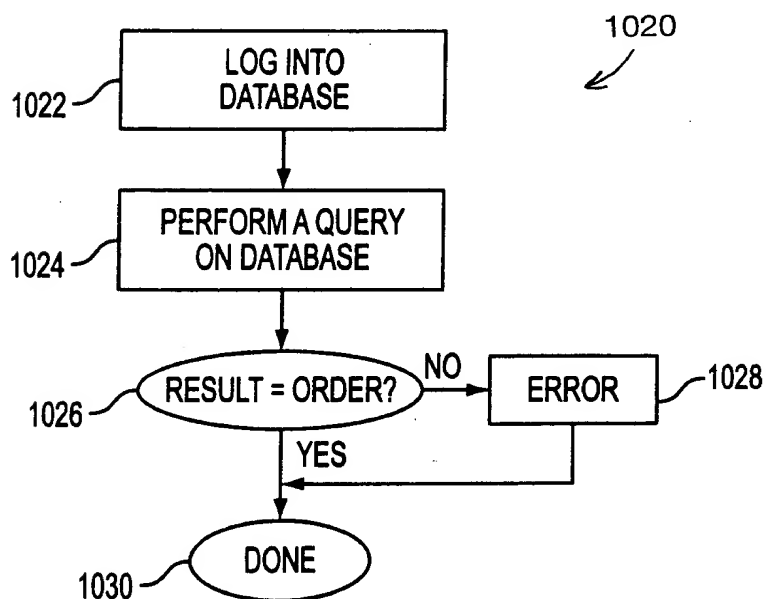 1020
LOG INTO
DATABASE
1022
PERFORM A QUERY
ON DATABASE
1024
RESULT = ORDER?
NO
ERROR
1028
1026
YES
DONE
1030